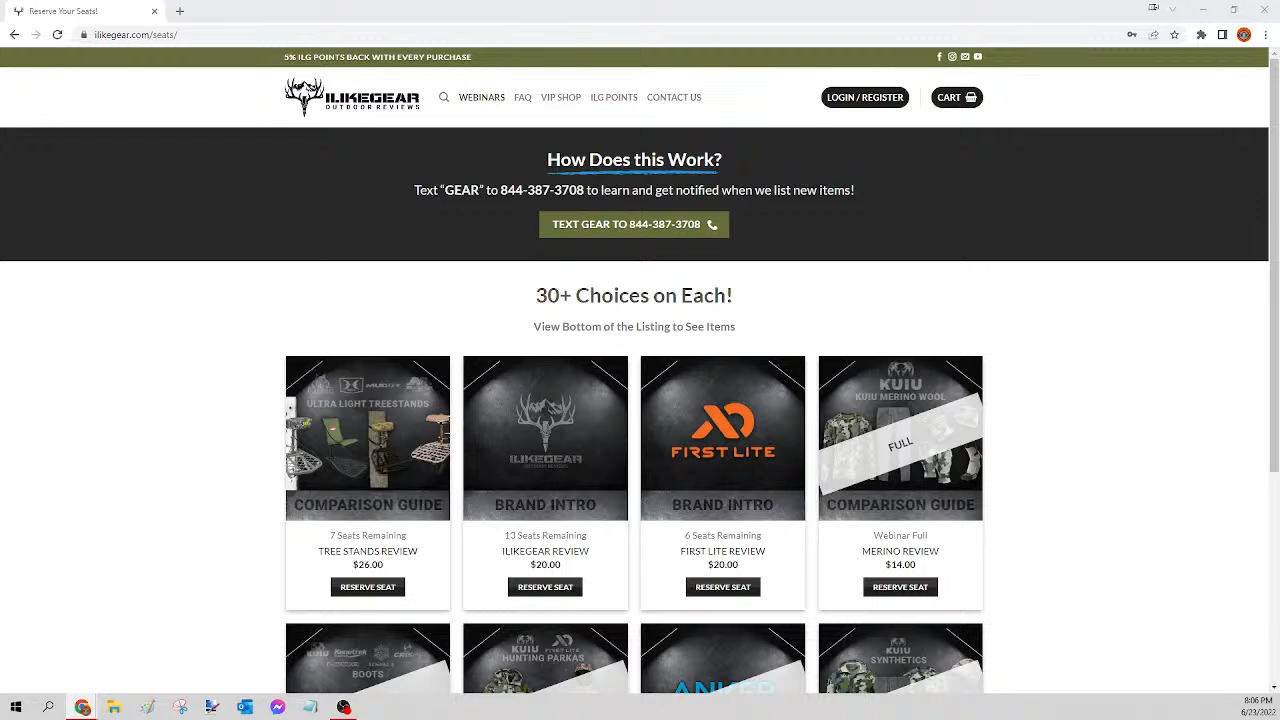 Reserve Your Seats!
ilikegear.com/seats/
5% ILG POINTS BACK WITH EVERY PURCHASE
ILIKEGEAR
OUTDOOR REVIEWS
WEBINARS FAQ VIP SHOP ILG POINTS CONTACT US
LOGIN / REGISTER
CART
How Does this Work?
Text “GEAR” to 844-387-3708 to learn and get notified when we list new items!
TEXT GEAR TO 844-387-3708
30+ Choices on Each!
View Bottom of the Listing to See Items
ULTRA LIGHT TREESTANDS
COMPARISON GUIDE
7 Seats Remaining
TREE STANDS REVIEW
$26.00
RESERVE SEAT
ILIKEGEAR
OUTDOOR REVIEWS
BRAND INTRO
13 Seats Remaining
ILIKEGEAR REVIEW
$20.00
RESERVE SEAT
FIRST LITE
BRAND INTRO
6 Seats Remaining
FIRST LITE REVIEW
$20.00
RESERVE SEAT
KUIU
KUIU MERINO WOOL
FULL
COMPARISON GUIDE
Webinar Full
MERINO REVIEW
$14.00
RESERVE SEAT
KUIU Kenetrek
BOOTS
KUIU FIRST LITE
HUNTING PARKAS
ANKER
KUIU
SYNTHETICS
8:06 PM
6/23/2022